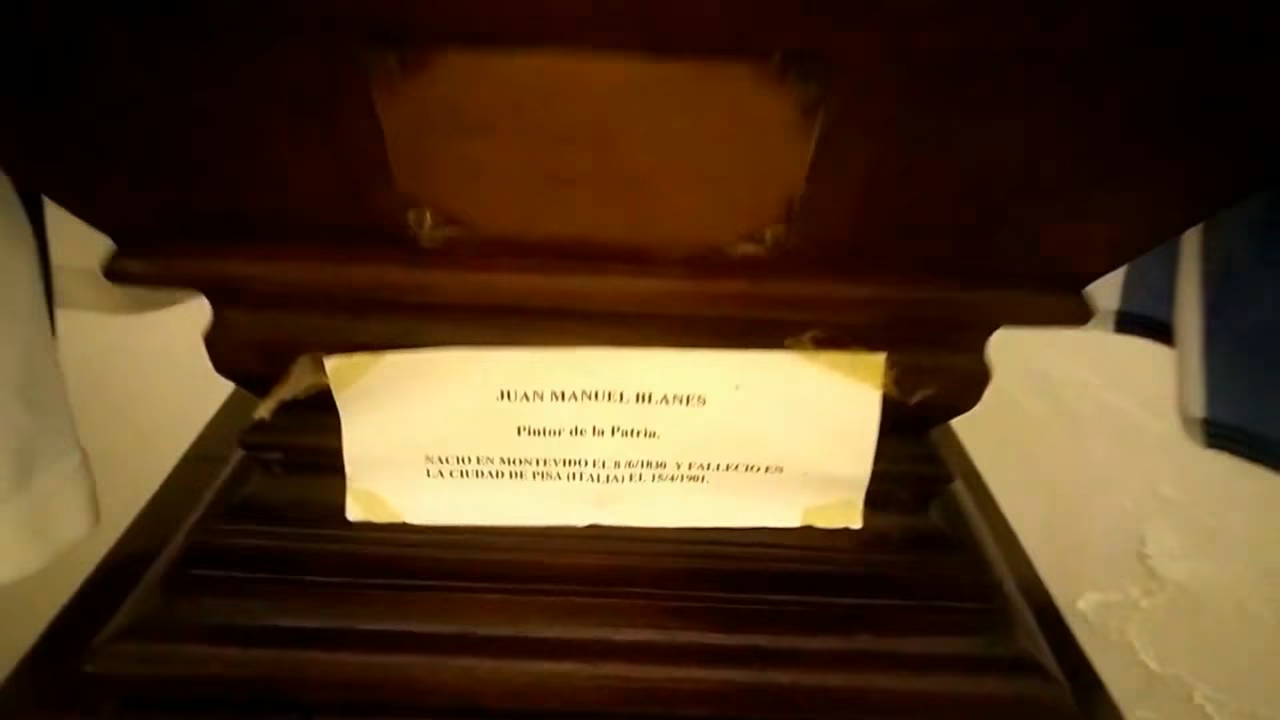 JUAN MANUEL BLANES
Pintor de la Patria.
NACIO EN MONTEVIDO EL 8 /6/1830 Y FALLECIO EN
LA CIUDAD DE PISA (ITALIA) EL 15/4/1901.